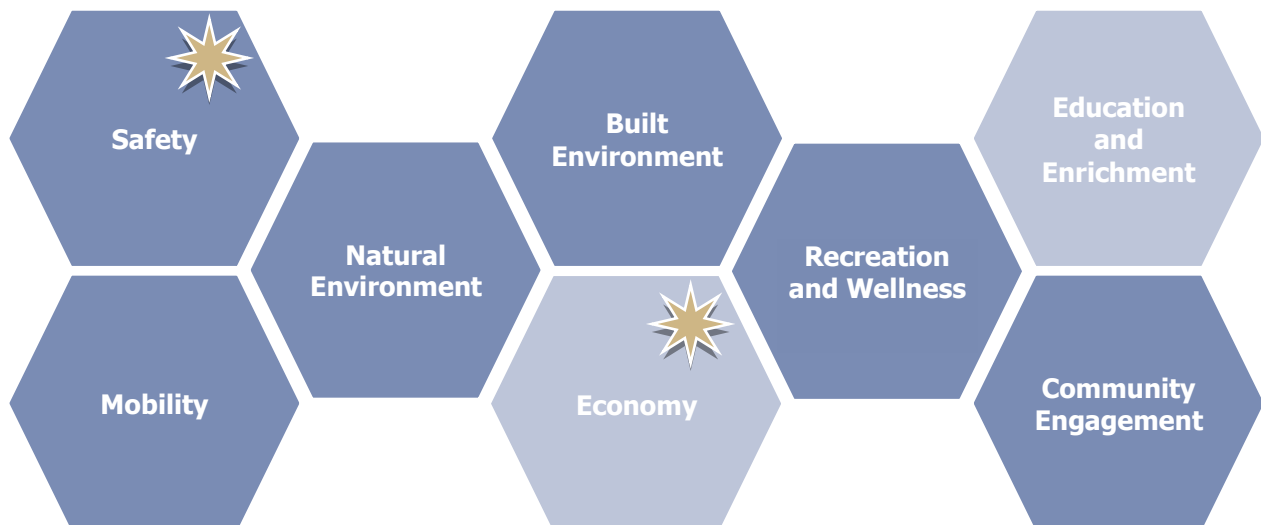 Safety
Mobility
Natural
Environment
Built
Environment
Economy
Recreation
and Wellness
Education
and
Enrichment
Community
Engagement